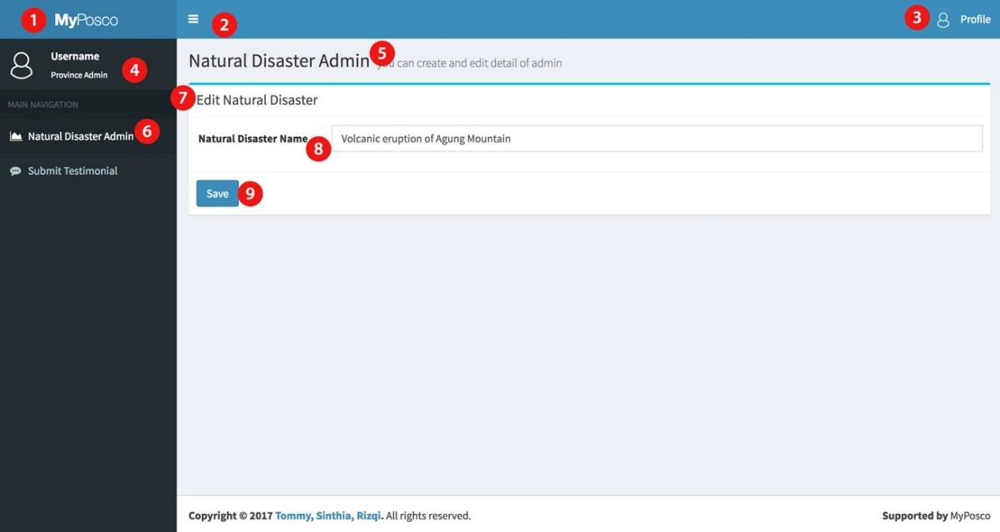 1 MyPosco 2 3 Profile
Username
Province Admin 4
Natural Disaster Admin 5 you can create and edit detail of admin
MAIN NAVIGATION
7 Edit Natural Disaster
Natural Disaster Admin 6
Natural Disaster Name 8 Volcanic eruption of Agung Mountain
Submit Testimonial
Save 9
Copyright © 2017 Tommy, Sinthia, Rizqi. All rights reserved. Supported by MyPosco